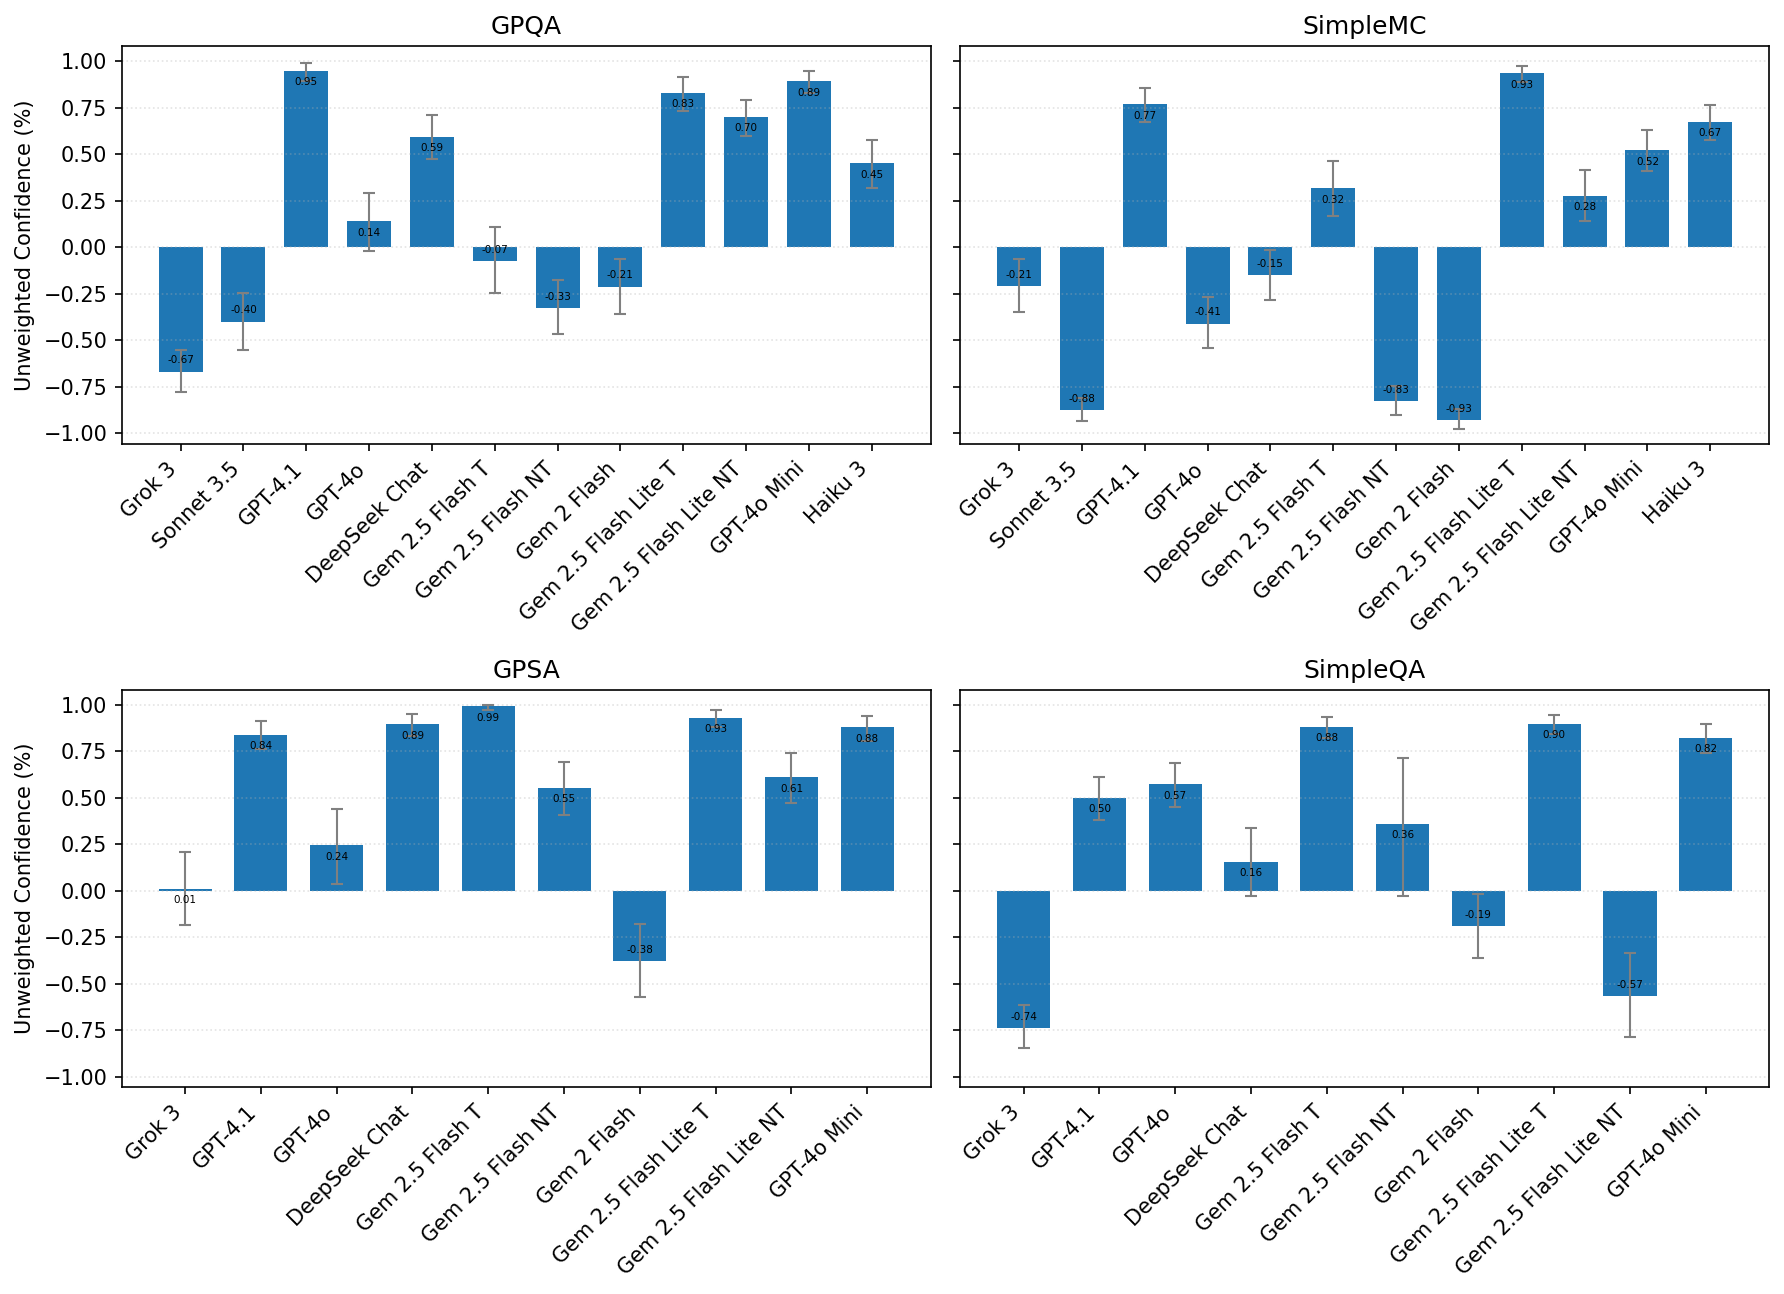 GPQA
Unweighted Confidence (%)
1.00
0.75
0.50
0.25
0.00
−0.25
−0.50
−0.75
−1.00
-0.67
-0.40
0.95
0.14
0.59
-0.07
-0.33
-0.21
0.83
0.70
0.89
0.45
Grok 3
Sonnet 3.5
GPT-4.1
GPT-4o
DeepSeek Chat
Gem 2.5 Flash T
Gem 2.5 Flash NT
Gem 2 Flash
Gem 2.5 Flash Lite T
Gem 2.5 Flash Lite NT
GPT-4o Mini
Haiku 3
SimpleMC
-0.21
-0.88
0.77
-0.41
-0.15
0.32
-0.83
-0.93
0.93
0.28
0.52
0.67
Grok 3
Sonnet 3.5
GPT-4.1
GPT-4o
DeepSeek Chat
Gem 2.5 Flash T
Gem 2.5 Flash NT
Gem 2 Flash
Gem 2.5 Flash Lite T
Gem 2.5 Flash Lite NT
GPT-4o Mini
Haiku 3
GPSA
Unweighted Confidence (%)
1.00
0.75
0.50
0.25
0.00
−0.25
−0.50
−0.75
−1.00
0.01
0.84
0.24
0.89
0.99
0.55
-0.38
0.93
0.61
0.88
Grok 3
GPT-4.1
GPT-4o
DeepSeek Chat
Gem 2.5 Flash T
Gem 2.5 Flash NT
Gem 2 Flash
Gem 2.5 Flash Lite T
Gem 2.5 Flash Lite NT
GPT-4o Mini
SimpleQA
-0.74
0.50
0.57
0.16
0.88
0.36
-0.19
0.90
-0.57
0.82
Grok 3
GPT-4.1
GPT-4o
DeepSeek Chat
Gem 2.5 Flash T
Gem 2.5 Flash NT
Gem 2 Flash
Gem 2.5 Flash Lite T
Gem 2.5 Flash Lite NT
GPT-4o Mini